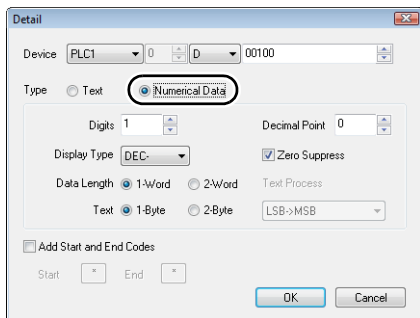 Detail
Device PLC1 0 D 00100
Type Text Numerical Data
Digits 1 Decimal Point 0
Display Type DEC- Zero Suppress
Data Length 1-Word 2-Word Text Process
Text 1-Byte 2-Byte LSB->MSB
Add Start and End Codes
Start * End *
OK Cancel